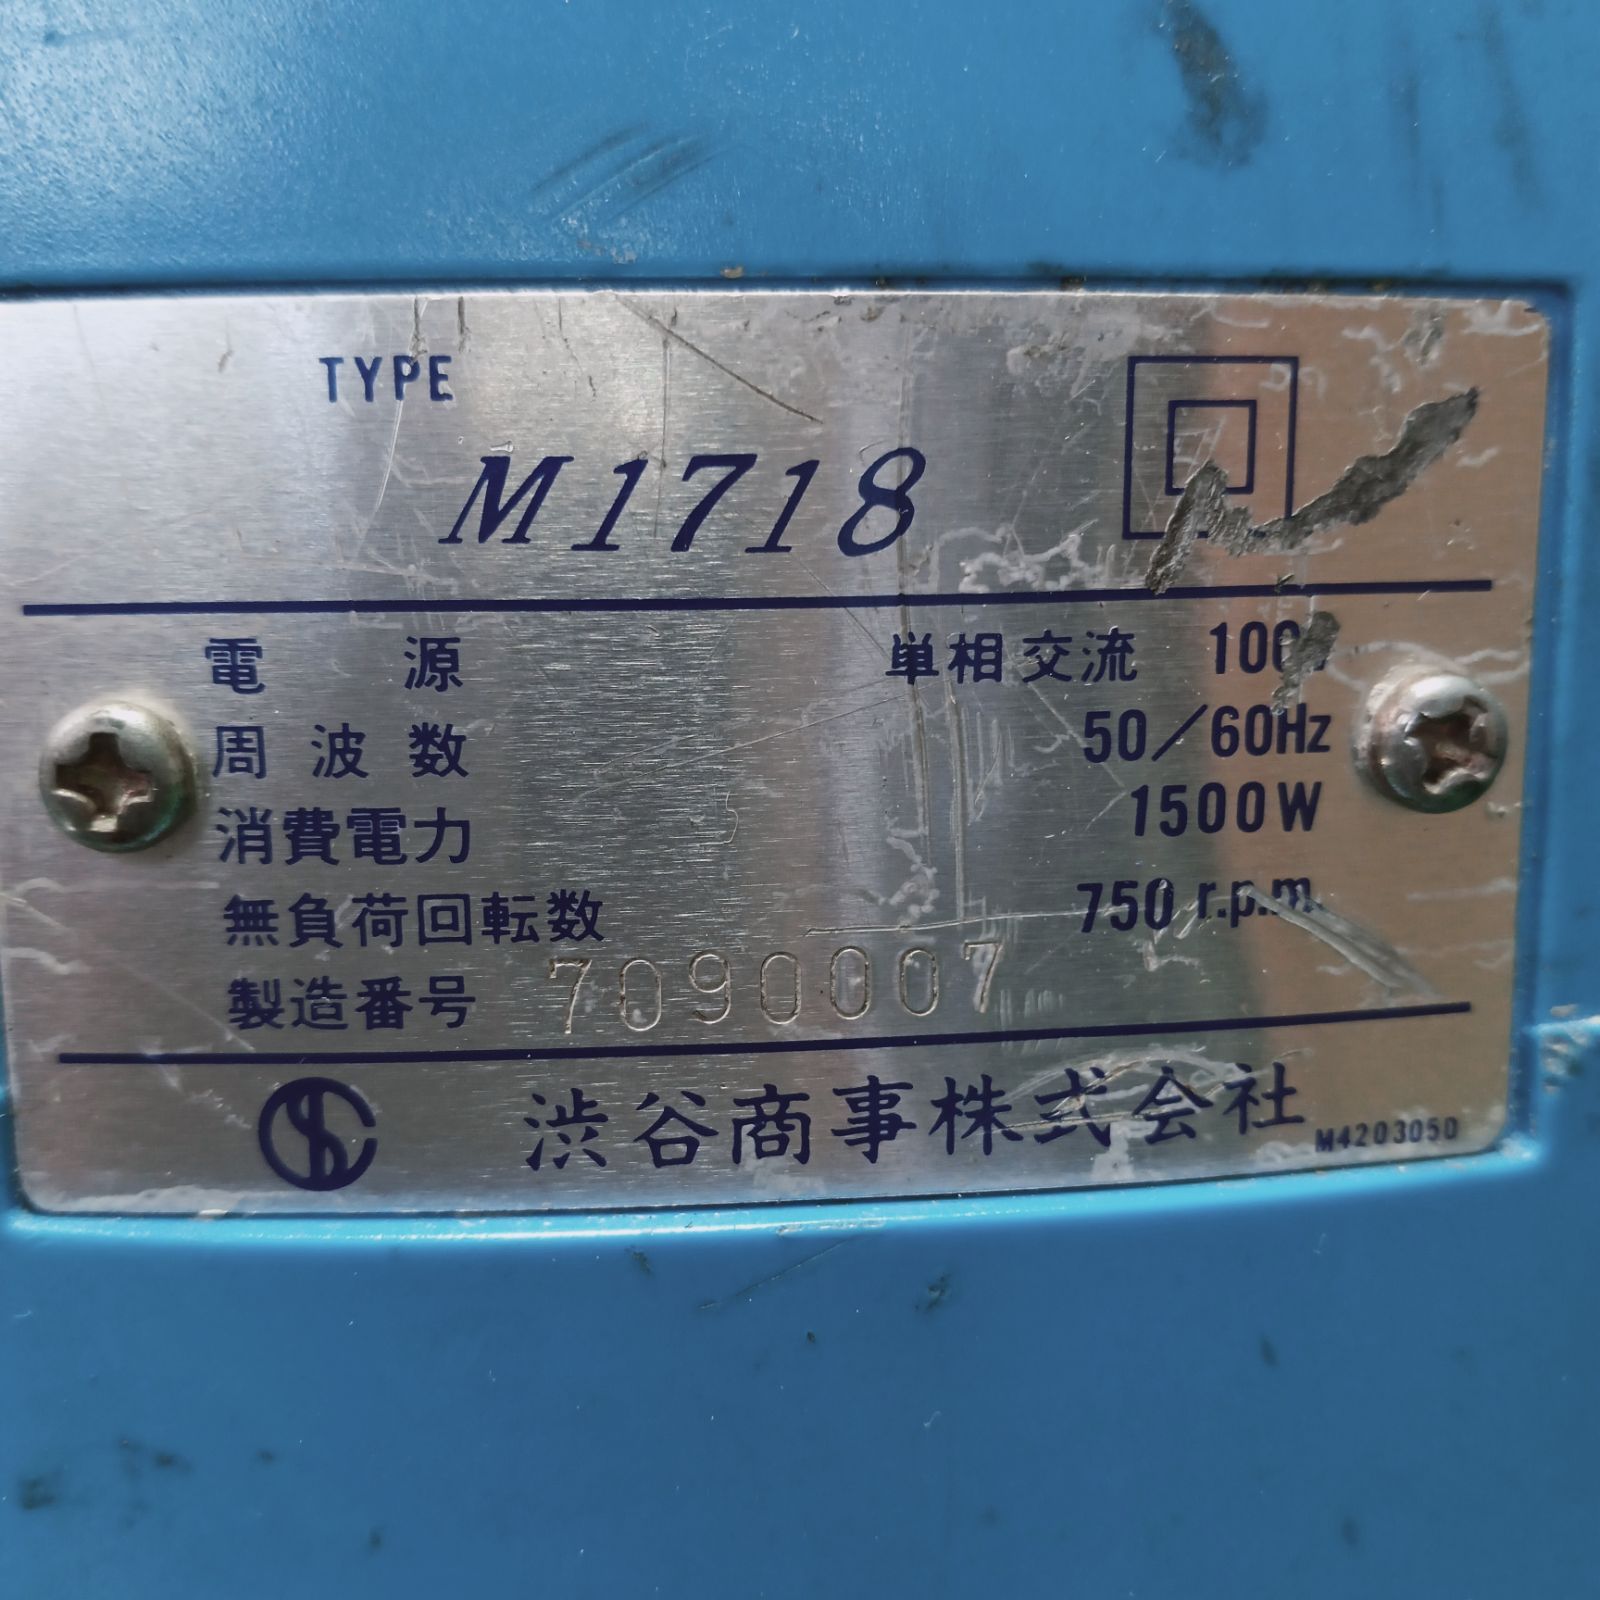 TYPE
M1718
電源 単相交流 100V
周波数 50/60Hz
消費電力 1500W
無負荷回転数 750 r.p.m.
製造番号 7090007
渋谷商事株式会社
M4203050